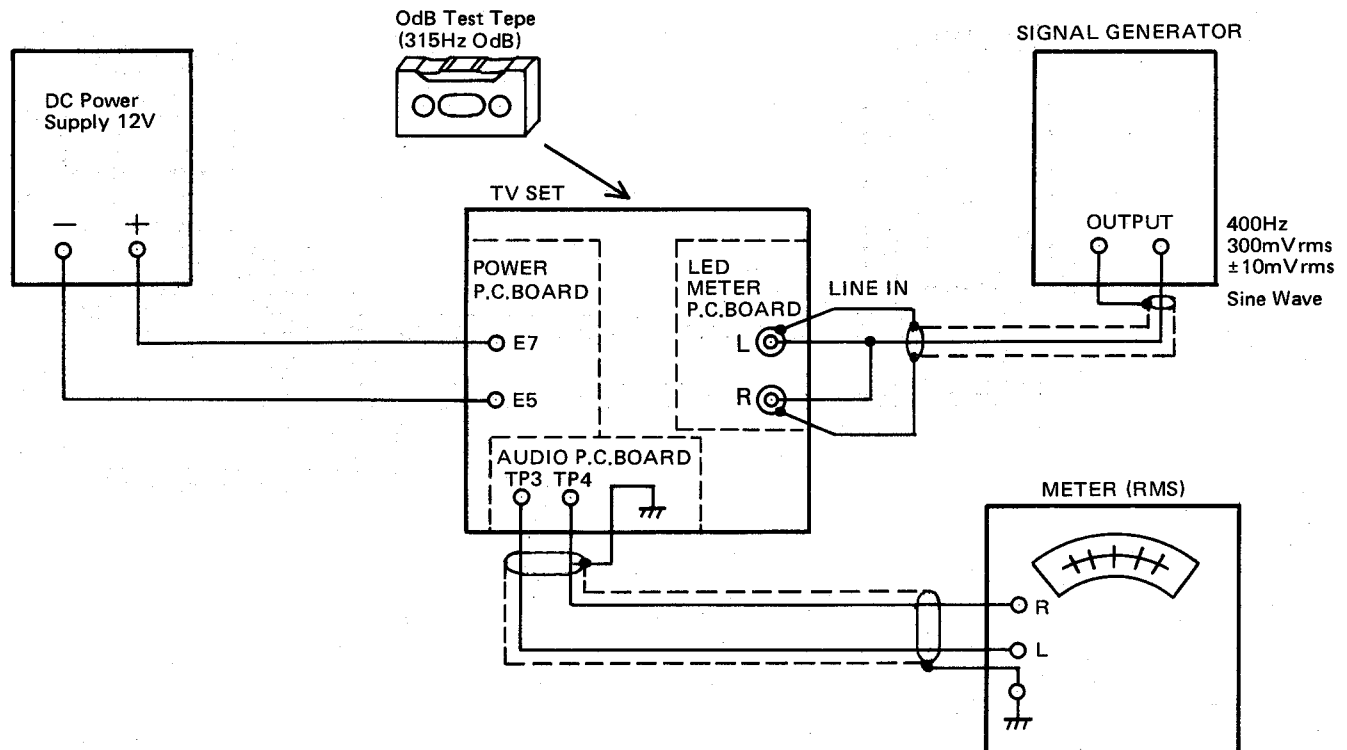 OdB Test Tepe
(315Hz OdB)
SIGNAL GENERATOR
DC Power
Supply 12V
− +
TV SET
OUTPUT
400Hz
300mVrms
±10mVrms
Sine Wave
POWER
P.C.BOARD
LED
METER
P.C.BOARD
LINE IN
E7
L
E5
R
AUDIO P.C.BOARD
TP3 TP4
METER (RMS)
R
L